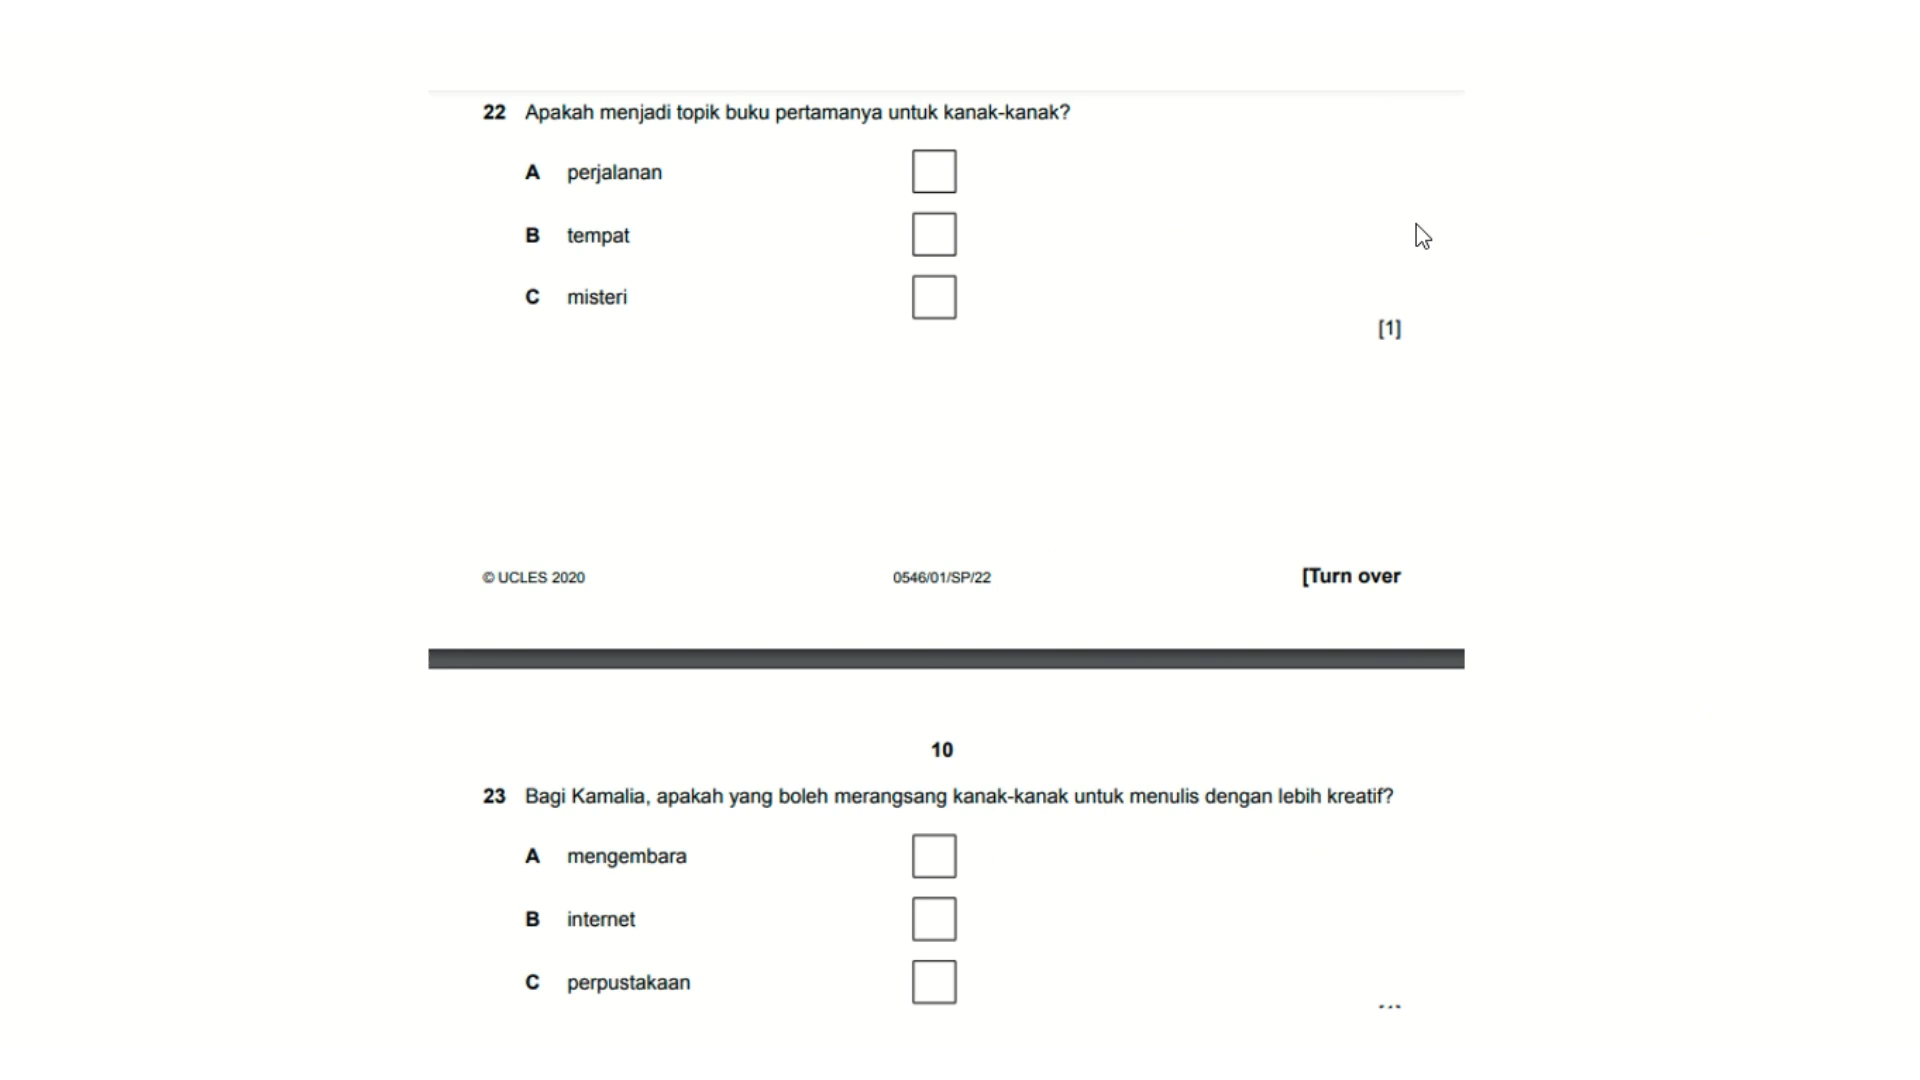 22 Apakah menjadi topik buku pertamanya untuk kanak-kanak?
A perjalanan
B tempat
C misteri
[1]
© UCLES 2020 0546/01/SP/22 [Turn over
10
23 Bagi Kamalia, apakah yang boleh merangsang kanak-kanak untuk menulis dengan lebih kreatif?
A mengembara
B internet
C perpustakaan